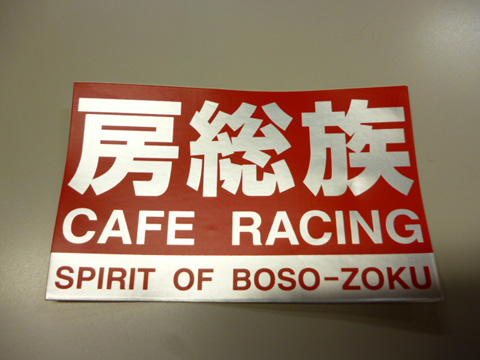 房総族
CAFE RACING
SPIRIT OF BOSO-ZOKU